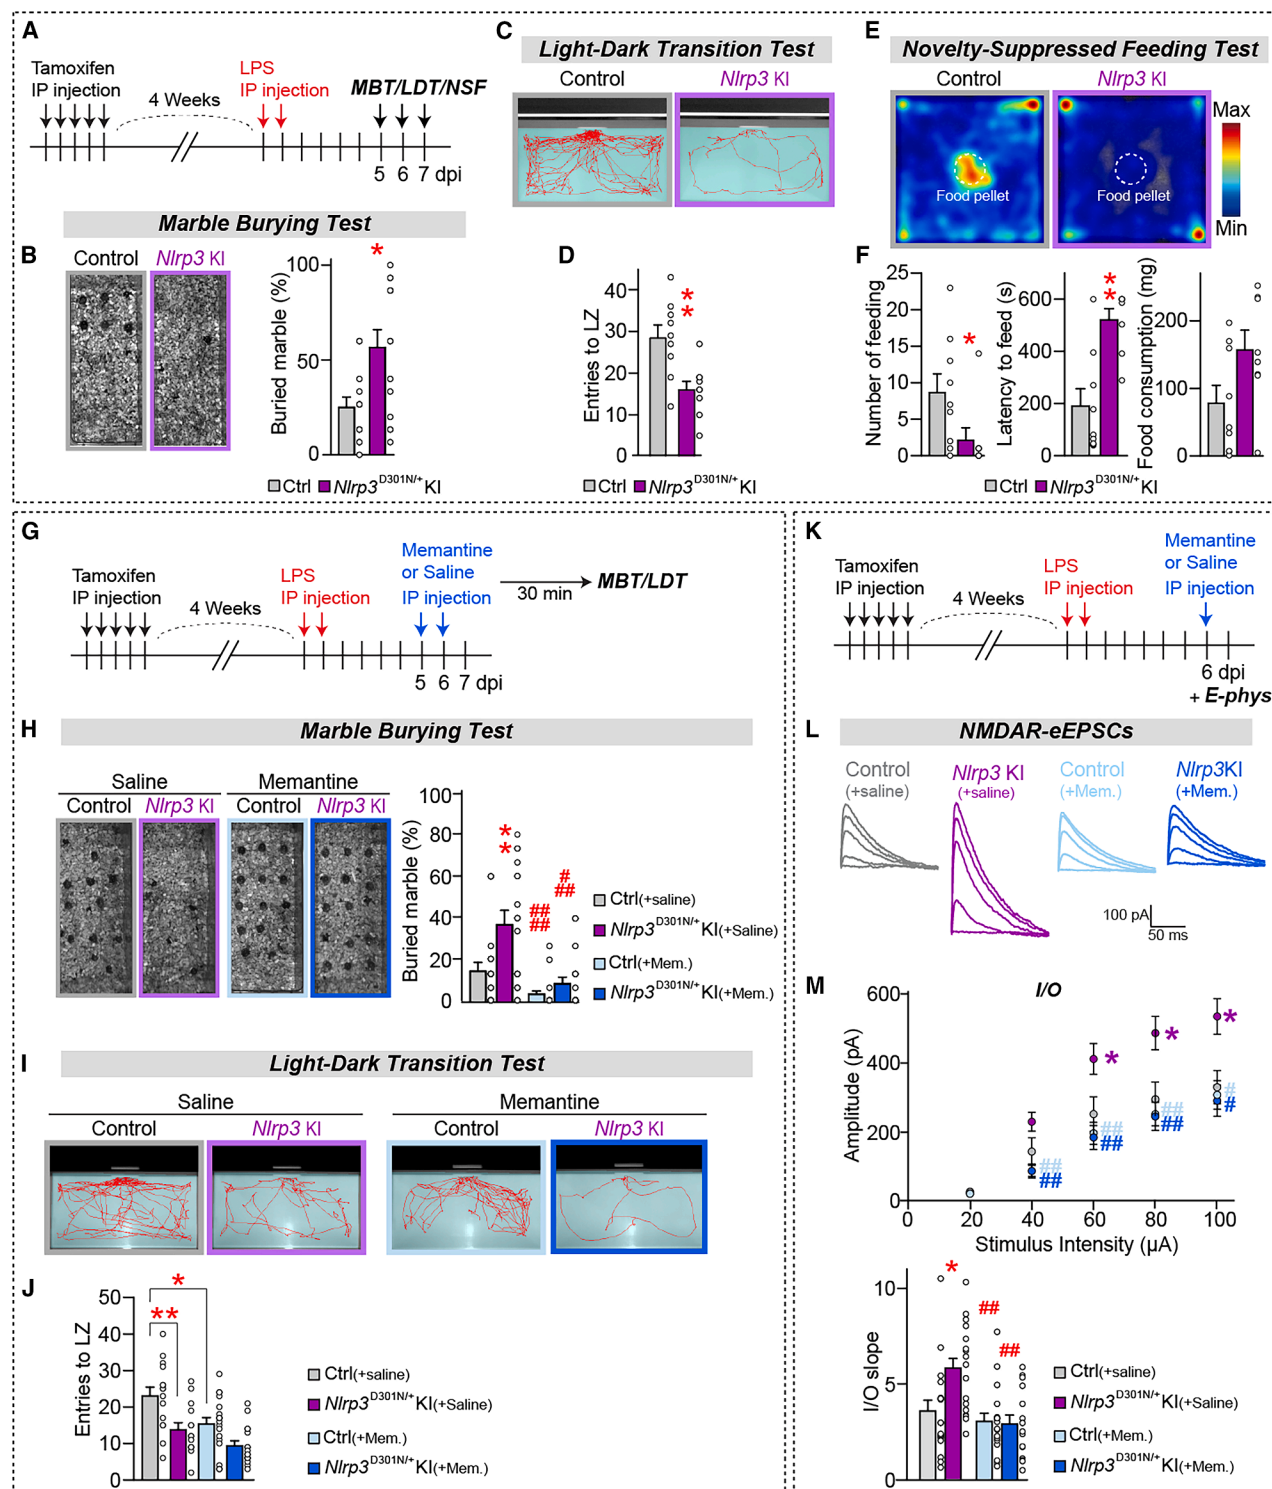 A
Tamoxifen
IP injection
4 Weeks
LPS
IP injection
MBT/LDT/NSF
5 6 7 dpi
Marble Burying Test
B
Control Nlrp3 KI
Buried marble (%)
100
50
0
*
Ctrl Nlrp3D301N/+KI
C
Light-Dark Transition Test
Control Nlrp3 KI
D
Entries to LZ
40
30
20
10
0
**
Ctrl Nlrp3D301N/+KI
E
Novelty-Suppressed Feeding Test
Control Nlrp3 KI
Food pellet Food pellet
Max
Min
F
Number of feeding
25
20
15
10
5
0
*
Latency to feed (s)
600
400
200
0
**
Food consumption (mg)
200
100
0
Ctrl Nlrp3D301N/+KI
G
Tamoxifen
IP injection
4 Weeks
LPS
IP injection
Memantine
or Saline
IP injection
30 min
MBT/LDT
5 6 7 dpi
H
Marble Burying Test
Saline Memantine
Control Nlrp3 KI Control Nlrp3 KI
Buried marble (%)
100
80
60
40
20
0
**
##
##
#
##
Ctrl(+saline)
Nlrp3D301N/+KI(+Saline)
Ctrl(+Mem.)
Nlrp3D301N/+KI(+Mem.)
I
Light-Dark Transition Test
Saline Memantine
Control Nlrp3 KI Control Nlrp3 KI
J
Entries to LZ
50
40
30
20
10
0
*
**
Ctrl(+saline)
Nlrp3D301N/+KI(+Saline)
Ctrl(+Mem.)
Nlrp3D301N/+KI(+Mem.)
K
Tamoxifen
IP injection
4 Weeks
LPS
IP injection
Memantine
or Saline
IP injection
6 dpi
+ E-phys
L
NMDAR-eEPSCs
Control
(+saline)
Nlrp3 KI
(+saline)
Control
(+Mem.)
Nlrp3KI
(+Mem.)
100 pA
50 ms
M
I/O
Amplitude (pA)
600
400
200
0
* * *
## ## ## #
## ## ## #
0 20 40 60 80 100
Stimulus Intensity (µA)
I/O slope
10
5
0
*
##
##
Ctrl(+saline)
Nlrp3D301N/+KI(+Saline)
Ctrl(+Mem.)
Nlrp3D301N/+KI(+Mem.)